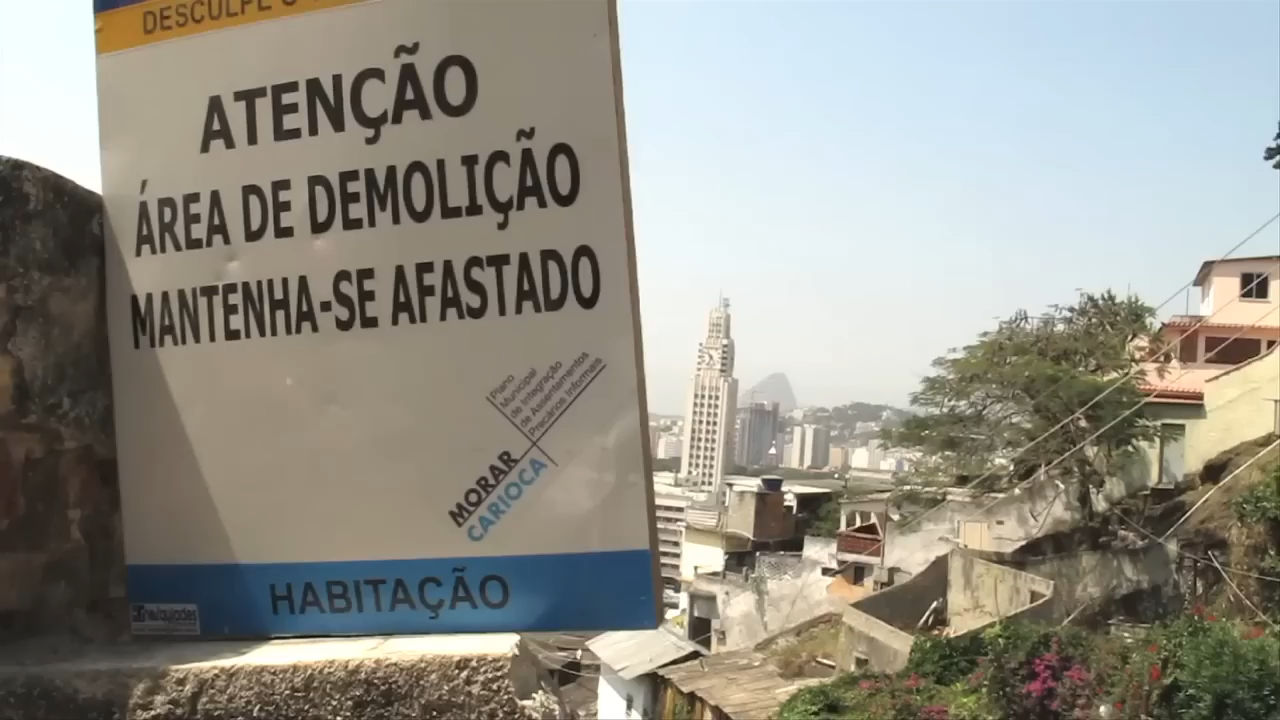 DESCULPE O
ATENÇÃO
ÁREA DE DEMOLIÇÃO
MANTENHA-SE AFASTADO
Plano
Municipal
de Integração
de Assentamentos
Precários Informais
MORAR
CARIOCA
HABITAÇÃO